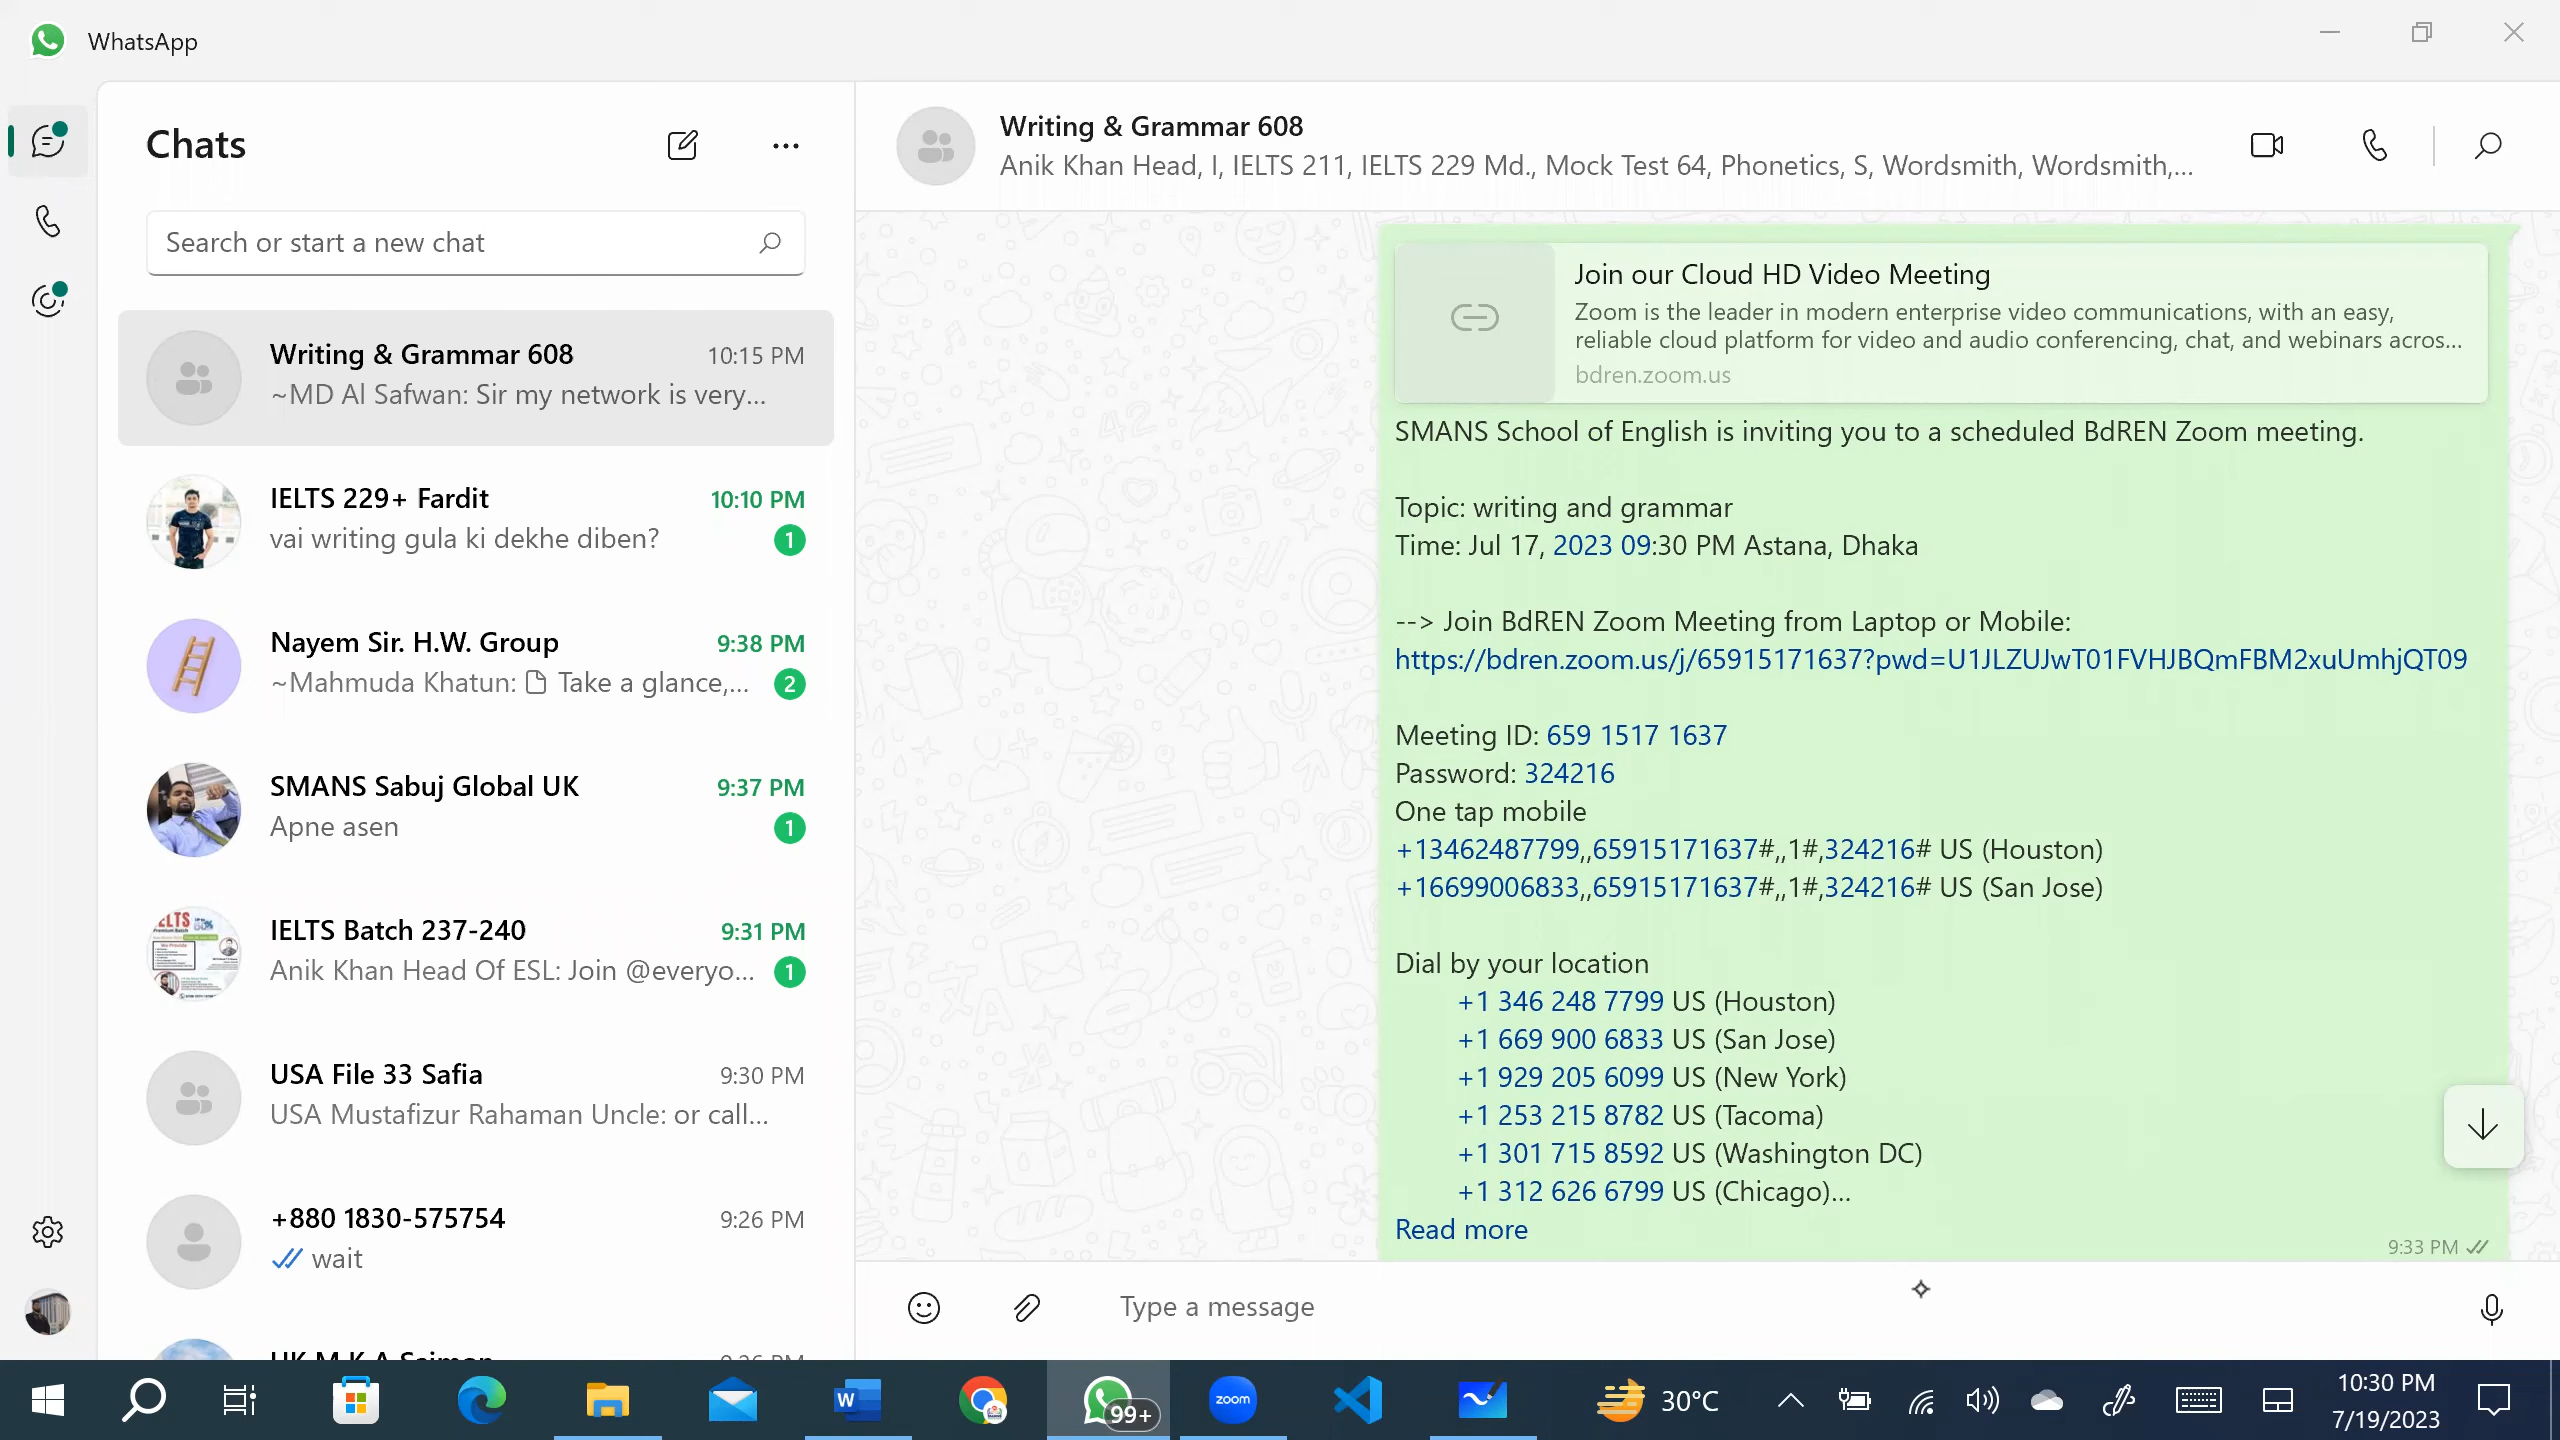 WhatsApp
Chats
Search or start a new chat
Writing & Grammar 608
10:15 PM
~MD Al Safwan: Sir my network is very...
IELTS 229+ Fardit
10:10 PM
vai writing gula ki dekhe diben?
1
Nayem Sir. H.W. Group
9:38 PM
~Mahmuda Khatun: Take a glance,...
2
SMANS Sabuj Global UK
9:37 PM
Apne asen
1
IELTS Batch 237-240
9:31 PM
Anik Khan Head Of ESL: Join @everyo...
1
USA File 33 Safia
9:30 PM
USA Mustafizur Rahaman Uncle: or call...
+880 1830-575754
9:26 PM
wait
Writing & Grammar 608
Anik Khan Head, I, IELTS 211, IELTS 229 Md., Mock Test 64, Phonetics, S, Wordsmith, Wordsmith,...
Join our Cloud HD Video Meeting
Zoom is the leader in modern enterprise video communications, with an easy,
reliable cloud platform for video and audio conferencing, chat, and webinars acros...
bdren.zoom.us
SMANS School of English is inviting you to a scheduled BdREN Zoom meeting.
Topic: writing and grammar
Time: Jul 17, 2023 09:30 PM Astana, Dhaka
--> Join BdREN Zoom Meeting from Laptop or Mobile:
https://bdren.zoom.us/j/65915171637?pwd=U1JLZUJwT01FVHJBQmFBM2xuUmhjQT09
Meeting ID: 659 1517 1637
Password: 324216
One tap mobile
+13462487799,,65915171637#,,1#,324216# US (Houston)
+16699006833,,65915171637#,,1#,324216# US (San Jose)
Dial by your location
+1 346 248 7799 US (Houston)
+1 669 900 6833 US (San Jose)
+1 929 205 6099 US (New York)
+1 253 215 8782 US (Tacoma)
+1 301 715 8592 US (Washington DC)
+1 312 626 6799 US (Chicago)...
Read more
9:33 PM
Type a message
W
99+
zoom
30°C
10:30 PM
7/19/2023